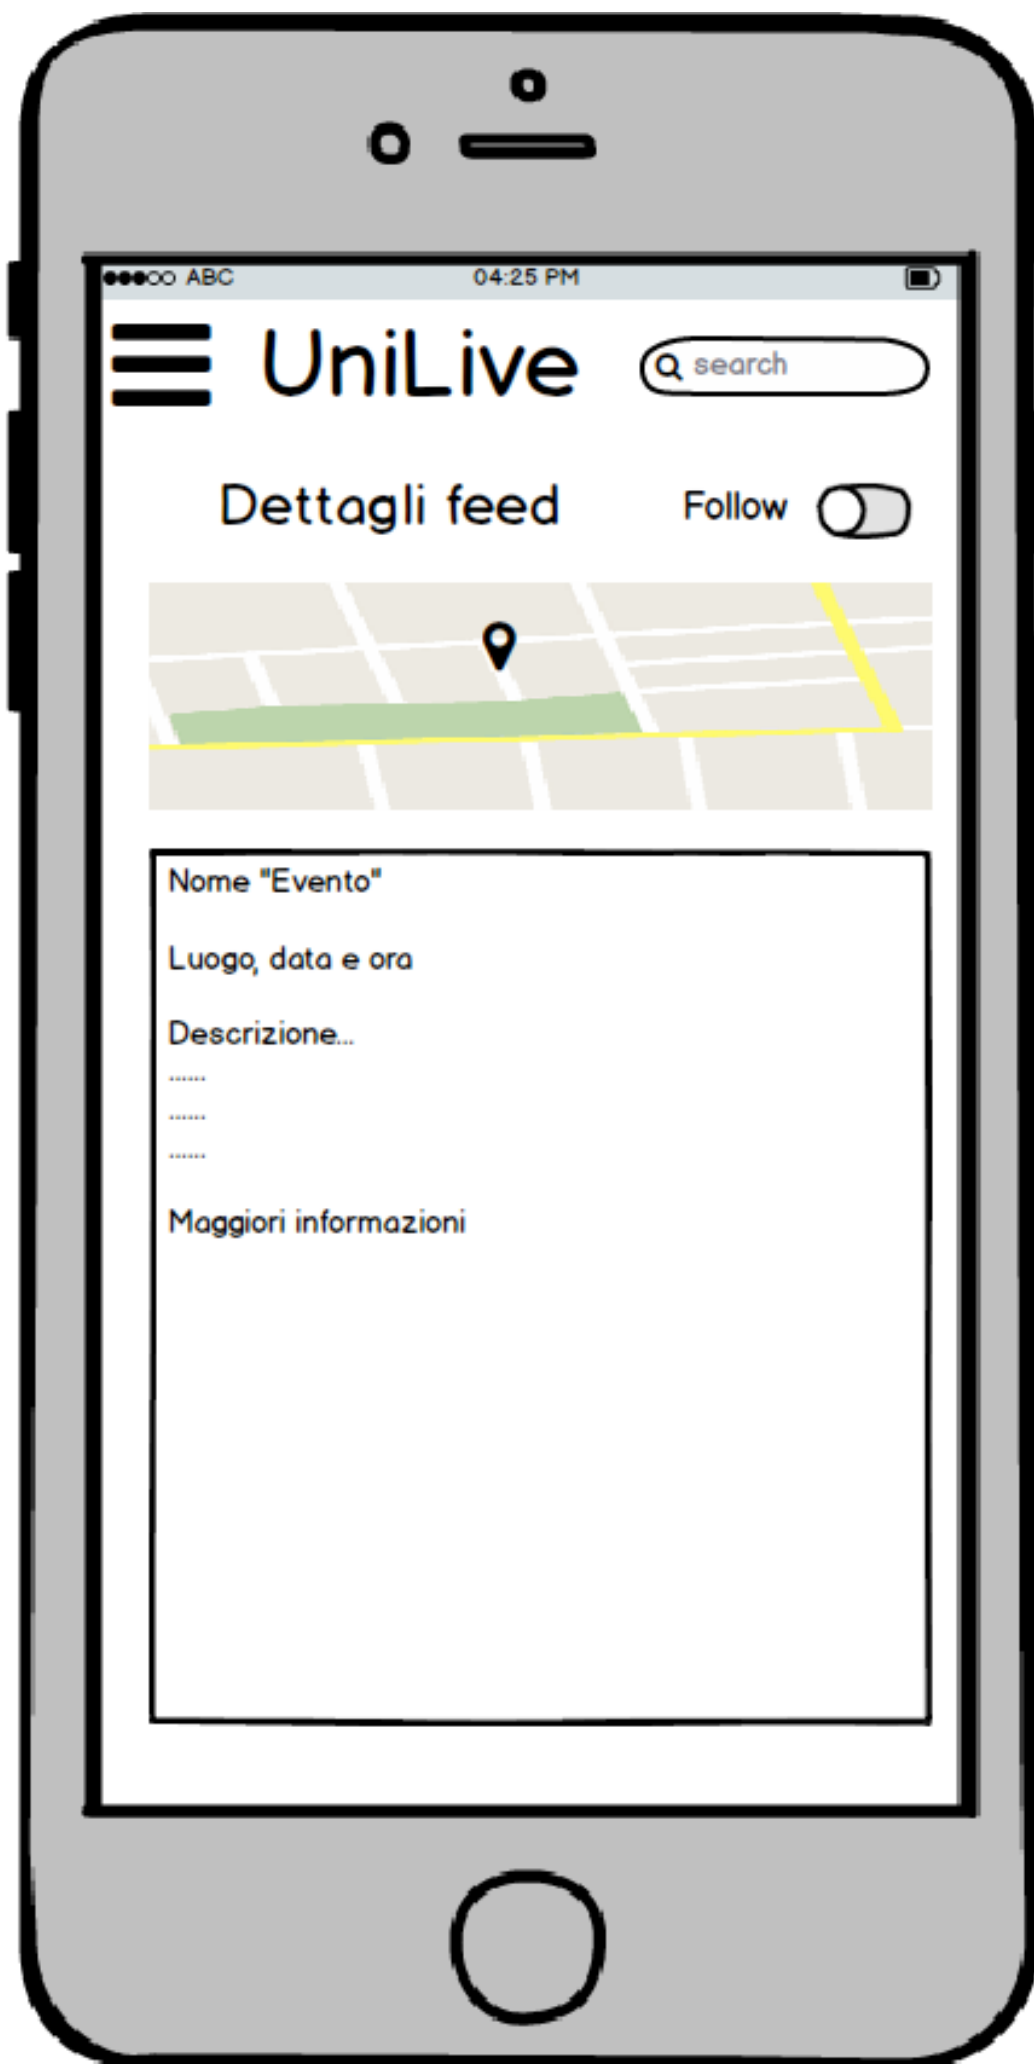 ABC 04:25 PM
UniLive search
Dettagli feed Follow
Nome "Evento"
Luogo, data e ora
Descrizione...
......
......
......
Maggiori informazioni